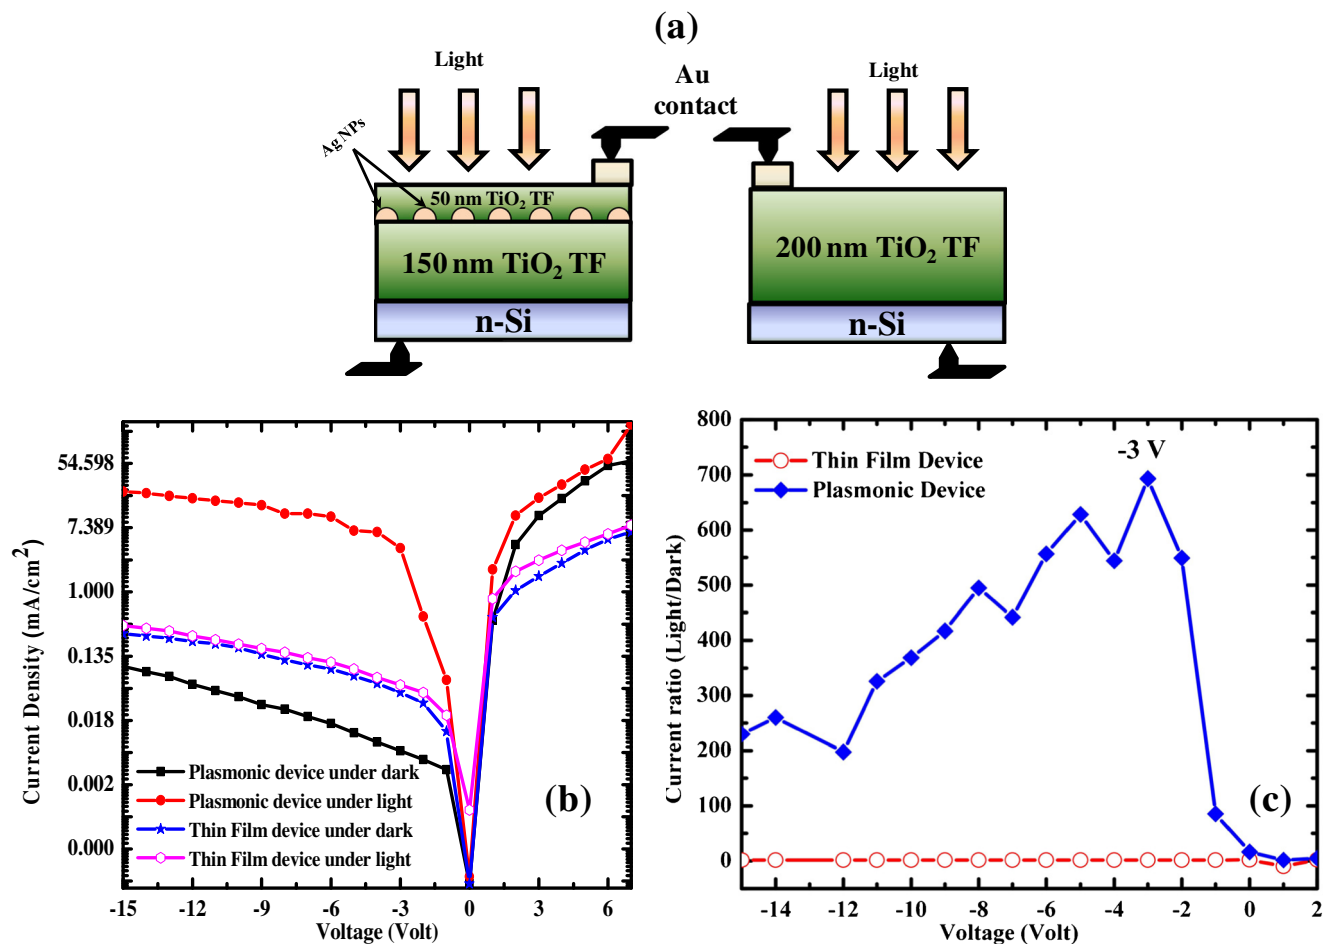 (a)
Light
Au
contact
Light
Ag NPs
50 nm TiO₂ TF
150 nm TiO₂ TF
n-Si
200 nm TiO₂ TF
n-Si
54.598
7.389
1.000
0.135
0.018
0.002
0.000
Current Density (mA/cm²)
Plasmonic device under dark
Plasmonic device under light
Thin Film device under dark
Thin Film device under light
(b)
-15 -12 -9 -6 -3 0 3 6
Voltage (Volt)
800
700
600
500
400
300
200
100
0
Current ratio (Light/Dark)
-3 V
Thin Film Device
Plasmonic Device
(c)
-14 -12 -10 -8 -6 -4 -2 0 2
Voltage (Volt)